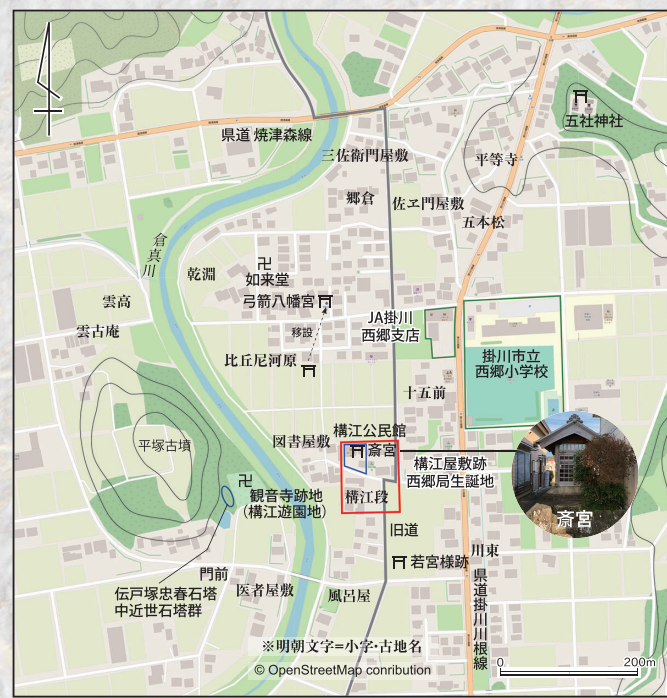 県道 焼津森線
五社神社
三佐衛門屋敷
平等寺
郷倉
佐ヱ門屋敷
五本松
倉真川
乾淵
卍
如来堂
雲高
弓箭八幡宮
移設
雲古庵
JA掛川
西郷支店
比丘尼河原
掛川市立
西郷小学校
十五前
構江公民館
図書屋敷
斎宮
平塚古墳
構江屋敷跡
西郷局生誕地
卍
観音寺跡地
（構江遊園地）
構江段
斎宮
旧道
川東
若宮様跡
門前
伝戸塚忠春石塔
中近世石塔群
医者屋敷
風呂屋
県道掛川川根線
※明朝文字=小字・古地名
© OpenStreetMap conribution
0 200m